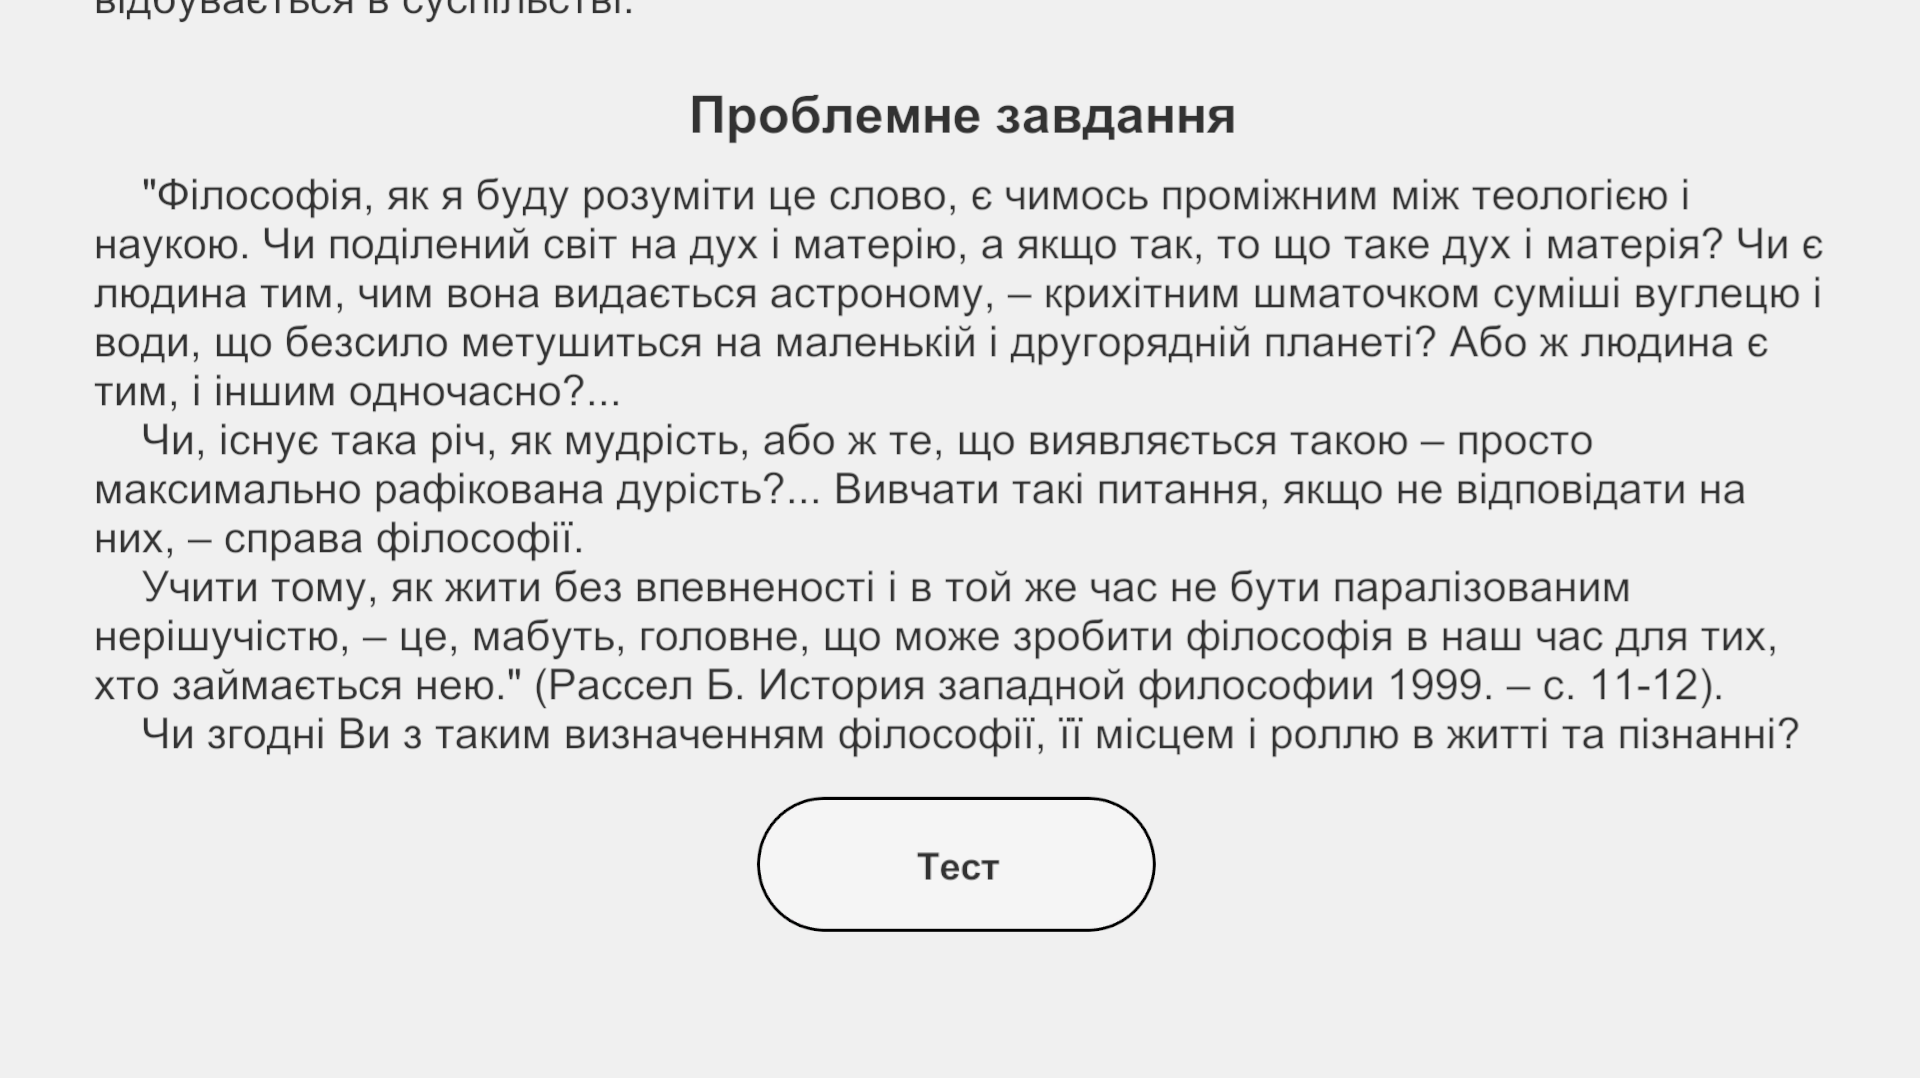 відбувається в суспільстві.
Проблемне завдання
"Філософія, як я буду розуміти це слово, є чимось проміжним між теологією і
наукою. Чи поділений світ на дух і матерію, а якщо так, то що таке дух і матерія? Чи є
людина тим, чим вона видається астроному, – крихітним шматочком суміші вуглецю і
води, що безсило метушиться на маленькій і другорядній планеті? Або ж людина є
тим, і іншим одночасно?...
Чи, існує така річ, як мудрість, або ж те, що виявляється такою – просто
максимально рафікована дурість?... Вивчати такі питання, якщо не відповідати на
них, – справа філософії.
Учити тому, як жити без впевненості і в той же час не бути паралізованим
нерішучістю, – це, мабуть, головне, що може зробити філософія в наш час для тих,
хто займається нею." (Рассел Б. История западной философии 1999. – с. 11-12).
Чи згодні Ви з таким визначенням філософії, її місцем і роллю в житті та пізнанні?
Тест